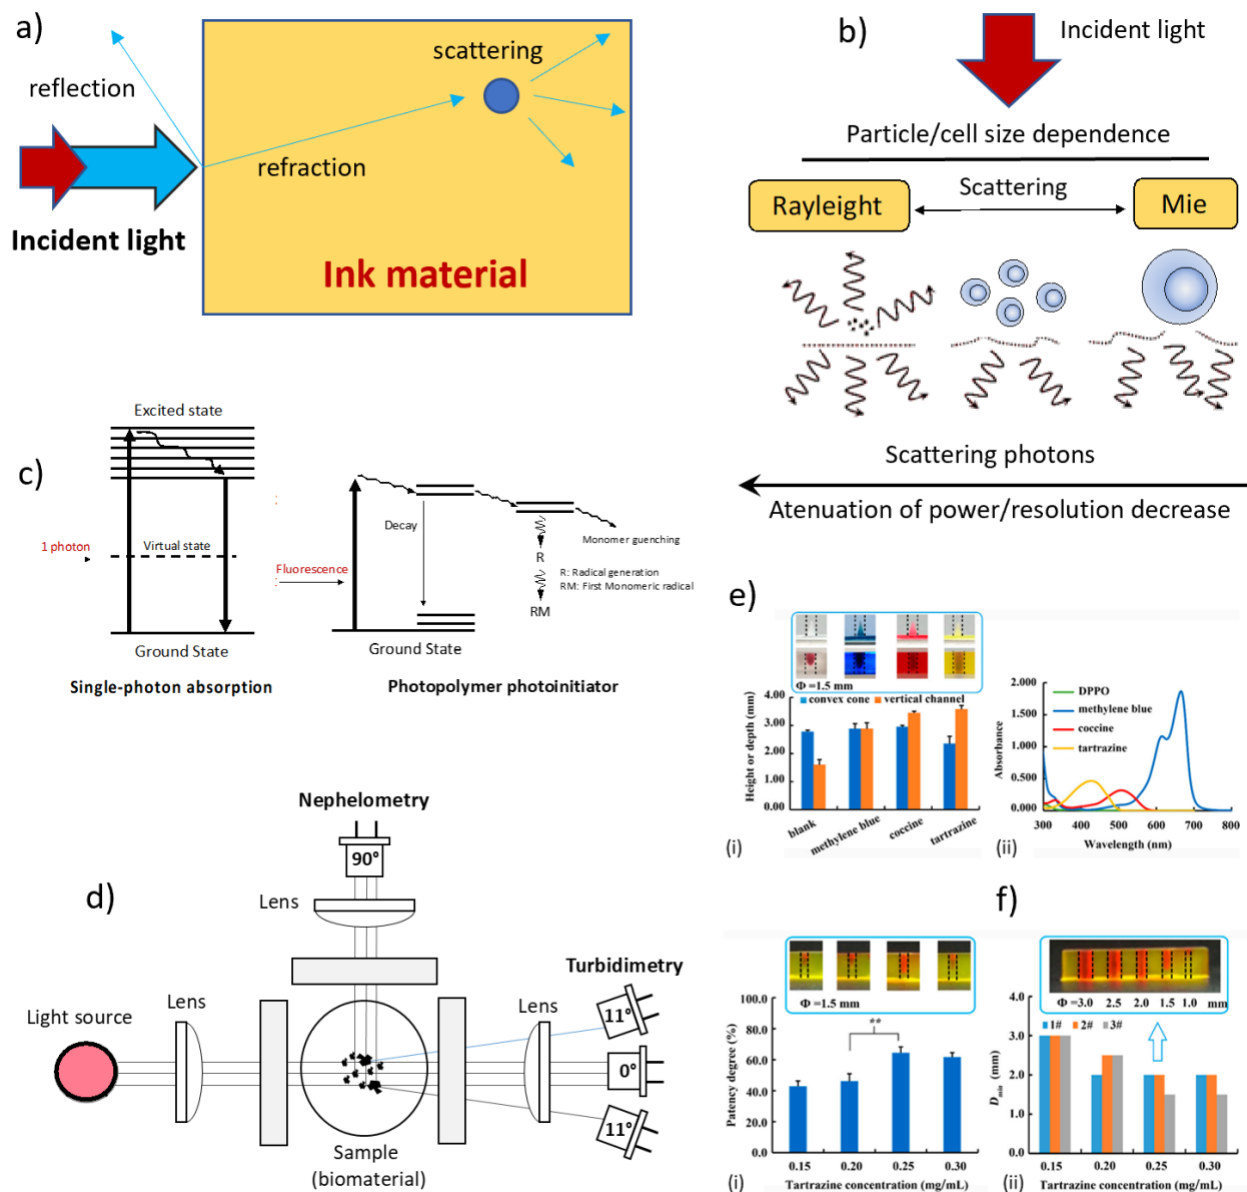 a)
reflection
scattering
refraction
Incident light
Ink material
b)
Incident light
Particle/cell size dependence
Rayleight
Scattering
Mie
Scattering photons
Atenuation of power/resolution decrease
c)
Excited state
1 photon
Virtual state
Ground State
Single-photon absorption
Fluorescence
Decay
Monomer guenching
R
R: Radical generation
RM: First Monomeric radical
RM
Ground State
Photopolymer photoinitiator
d)
Nephelometry
90°
Lens
Turbidimetry
Light source
Lens
Lens
11°
0°
11°
Sample
(biomaterial)
e)
Φ =1.5 mm
convex cone
vertical channel
Height or depth (mm)
4.00
3.00
2.00
1.00
0.00
blank
methylene blue
coccine
tartrazine
(i)
2.000
1.500
1.000
0.500
0.000
Absorbance
DPPO
methylene blue
coccine
tartrazine
300
400
500
600
700
800
Wavelength (nm)
(ii)
f)
Φ =1.5 mm
100.0
80.0
60.0
40.0
20.0
0.0
Patency degree (%)
**
0.15
0.20
0.25
0.30
Tartrazine concentration (mg/mL)
(i)
Φ =3.0
2.5
2.0
1.5
1.0
mm
1#
2#
3#
4.0
3.0
2.0
1.0
0.0
Dmin (mm)
0.15
0.20
0.25
0.30
Tartrazine concentration (mg/mL)
(ii)